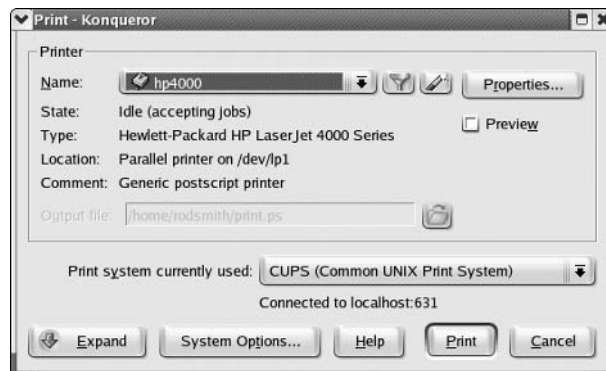 Print - Konqueror
Printer
Name: hp4000
Properties...
State: Idle (accepting jobs)
Preview
Type: Hewlett-Packard HP LaserJet 4000 Series
Location: Parallel printer on /dev/lp1
Comment: Generic postscript printer
Output file: /home/rodsmith/print.ps
Print system currently used: CUPS (Common UNIX Print System)
Connected to localhost:631
Expand
System Options...
Help
Print
Cancel